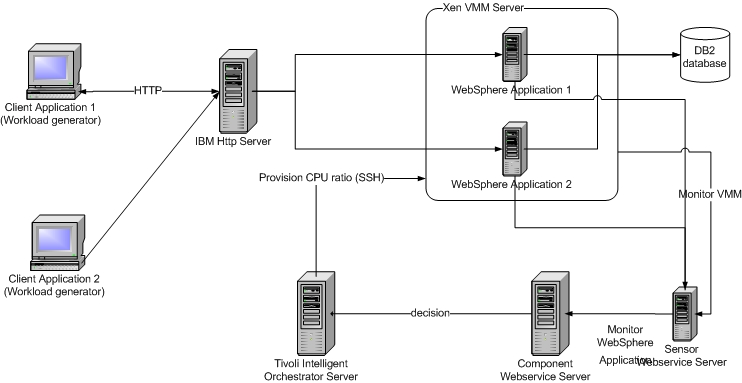 Xen VMM Server
DB2
database
WebSphere Application 1
Client Application 1
(Workload generator)
HTTP
IBM Http Server
Provision CPU ratio (SSH)
WebSphere Application 2
Monitor VMM
Client Application 2
(Workload generator)
decision
Monitor
WebSphere
Application
Sensor
Webservice Server
Tivoli Intelligent
Orchestrator Server
Component
Webservice Server